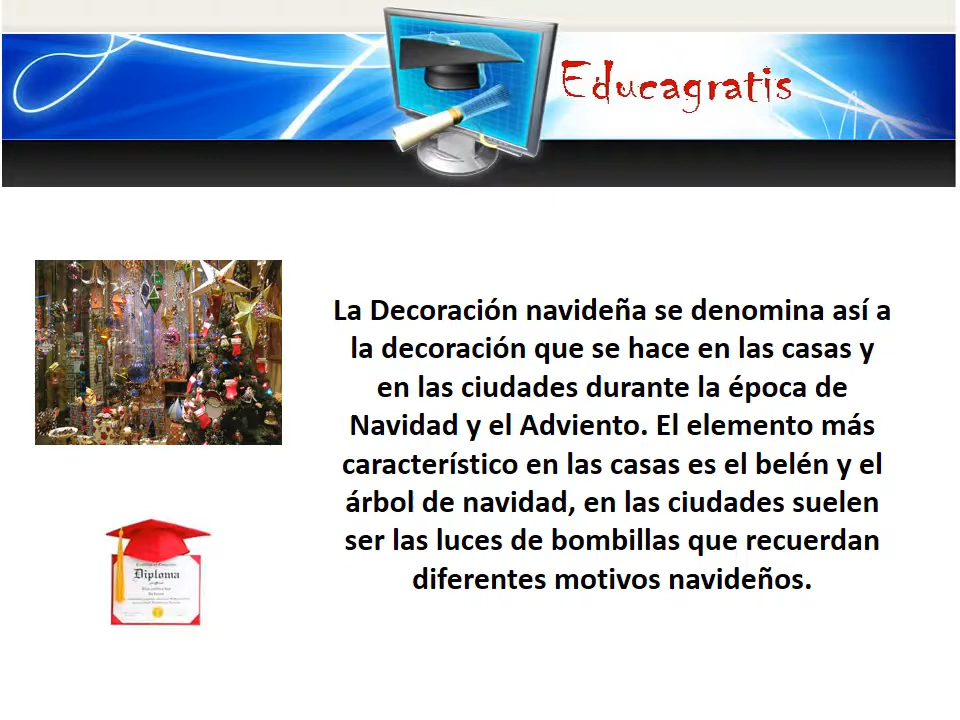 Educagratis
La Decoración navideña se denomina así a
la decoración que se hace en las casas y
en las ciudades durante la época de
Navidad y el Adviento. El elemento más
característico en las casas es el belén y el
árbol de navidad, en las ciudades suelen
ser las luces de bombillas que recuerdan
diferentes motivos navideños.
Diploma